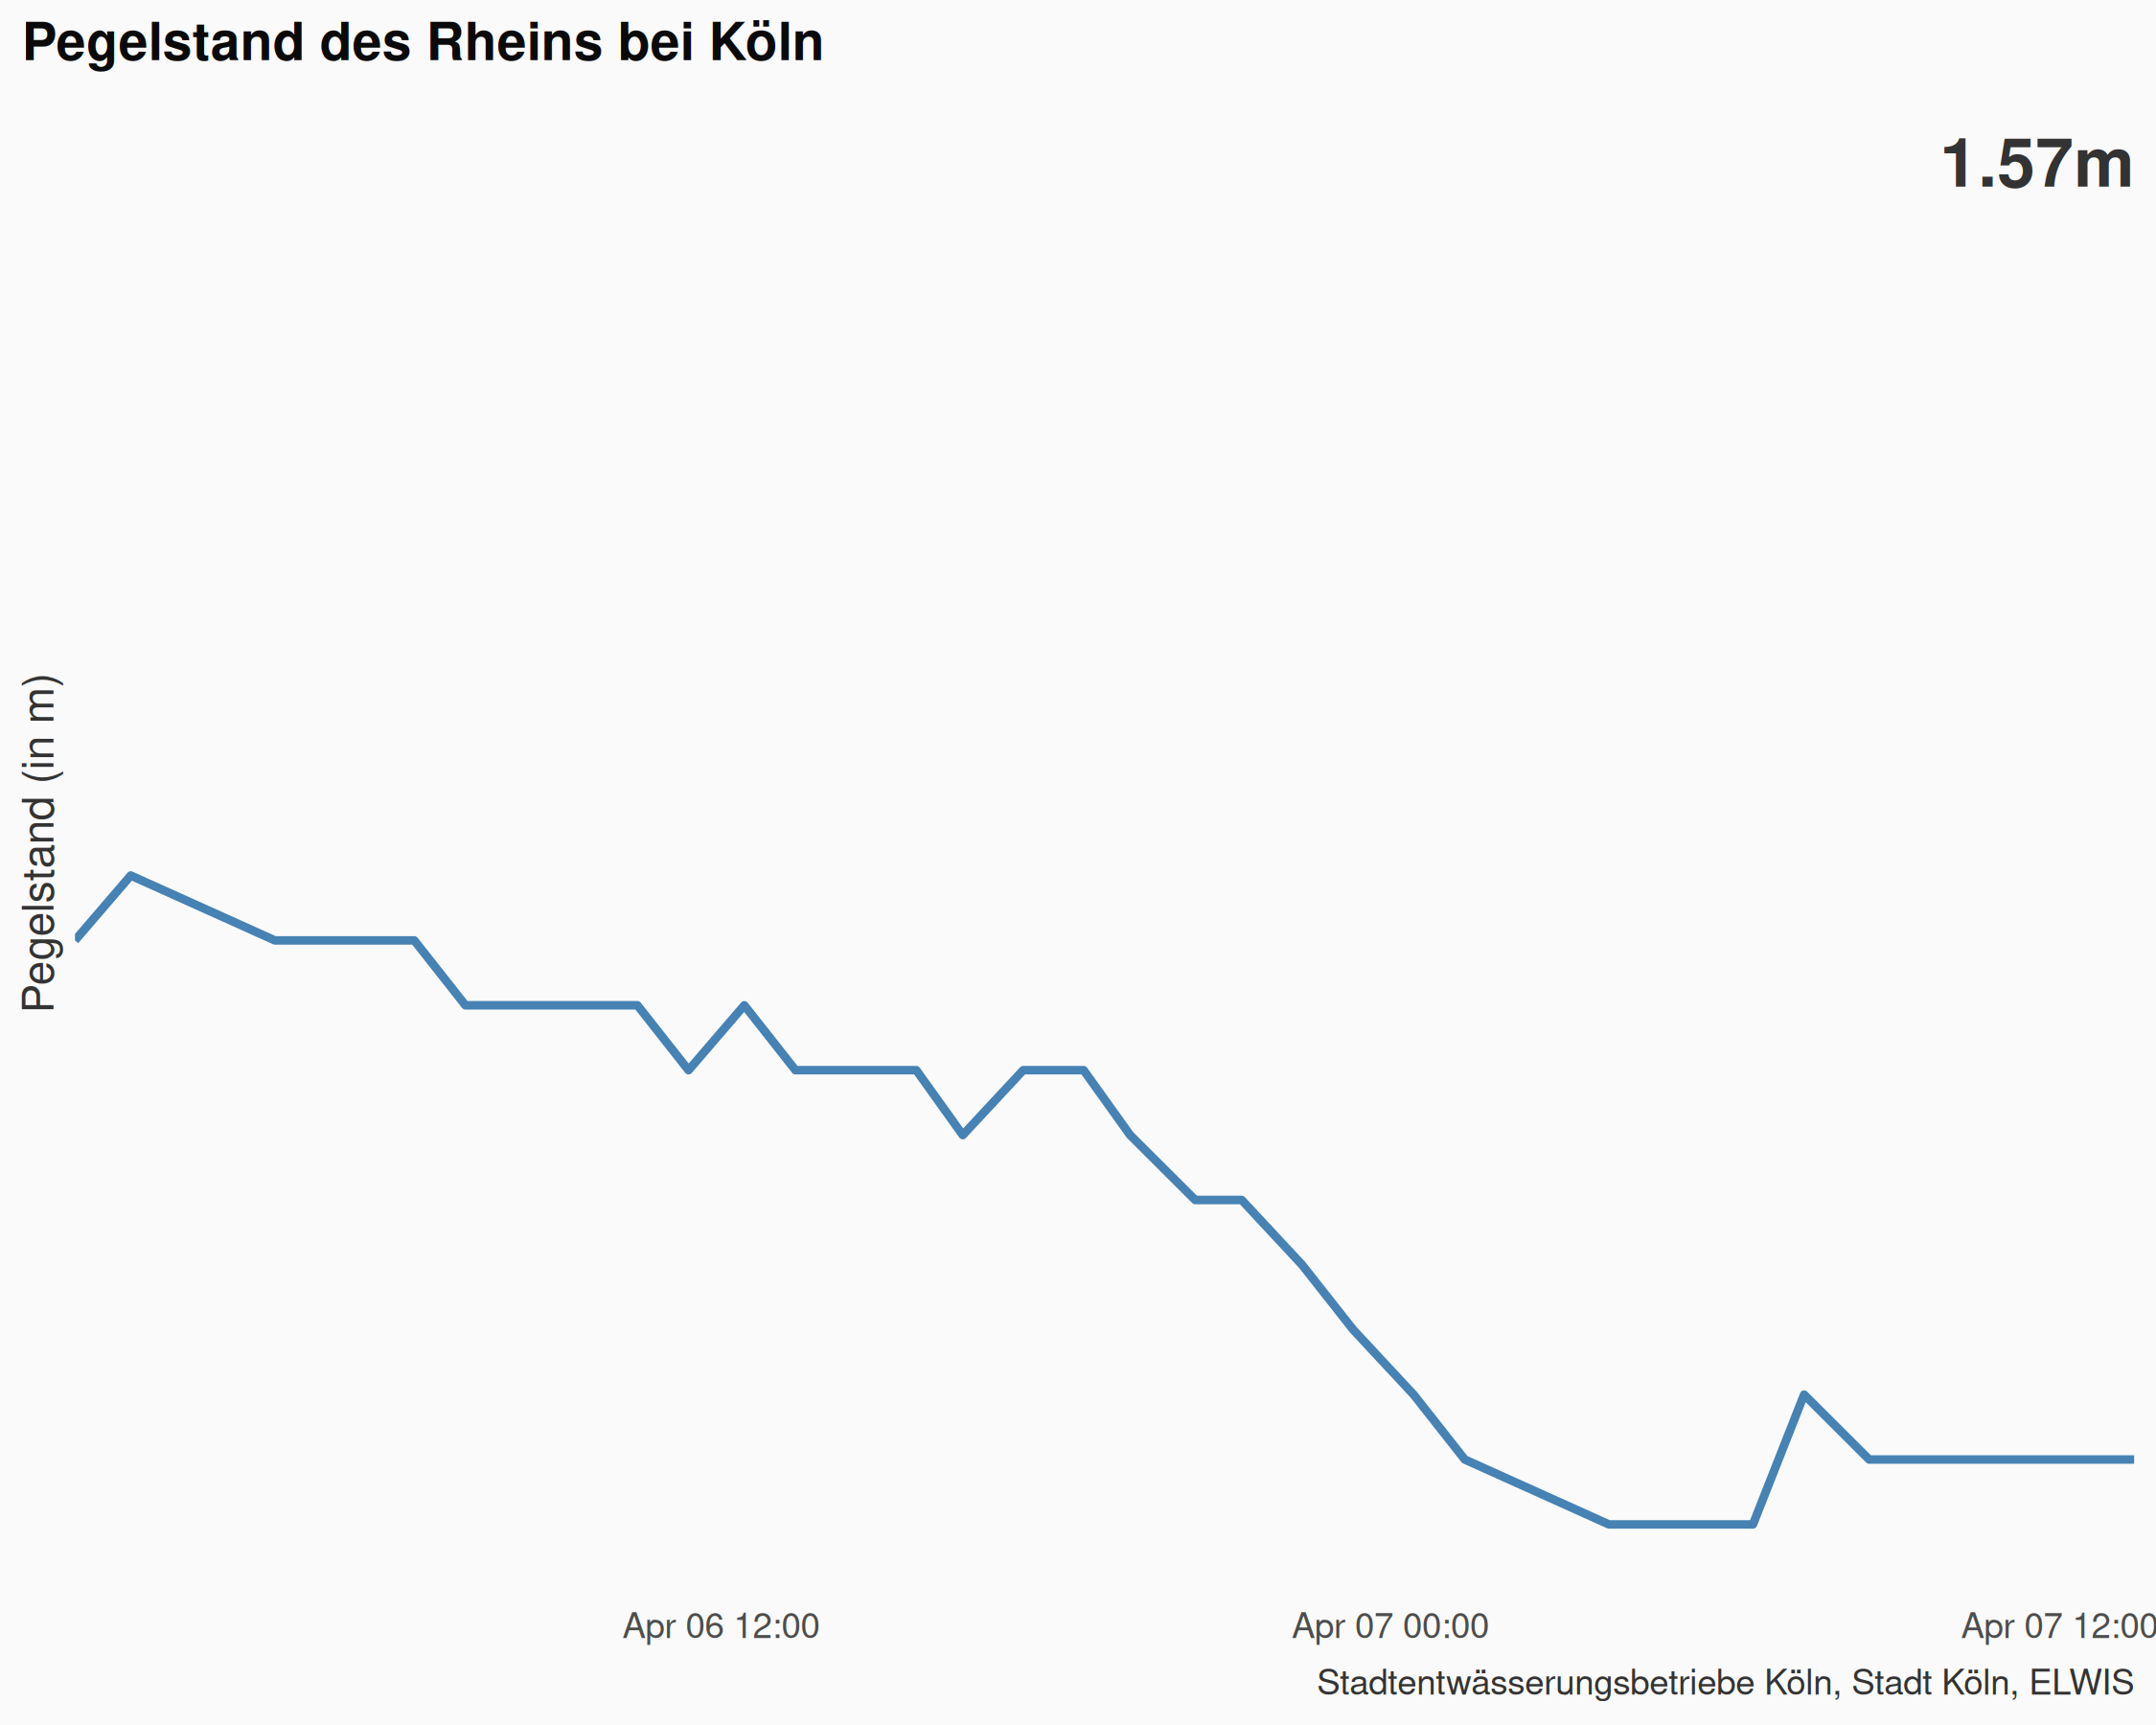 Pegelstand des Rheins bei Köln
1.57m
Pegelstand (in m)
Apr 06 12:00
Apr 07 00:00
Apr 07 12:00
Stadtentwässerungsbetriebe Köln, Stadt Köln, ELWIS